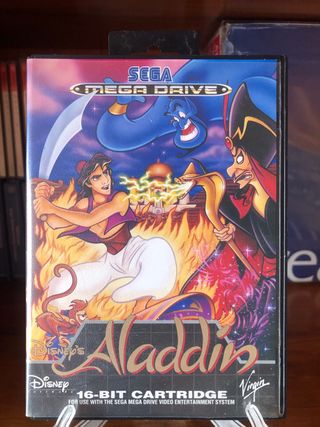 SEGA
MEGA DRIVE
DISNEY'S
Aladdin
Disney
16-BIT CARTRIDGE
Virgin
FOR USE WITH THE SEGA MEGA DRIVE VIDEO ENTERTAINMENT SYSTEM